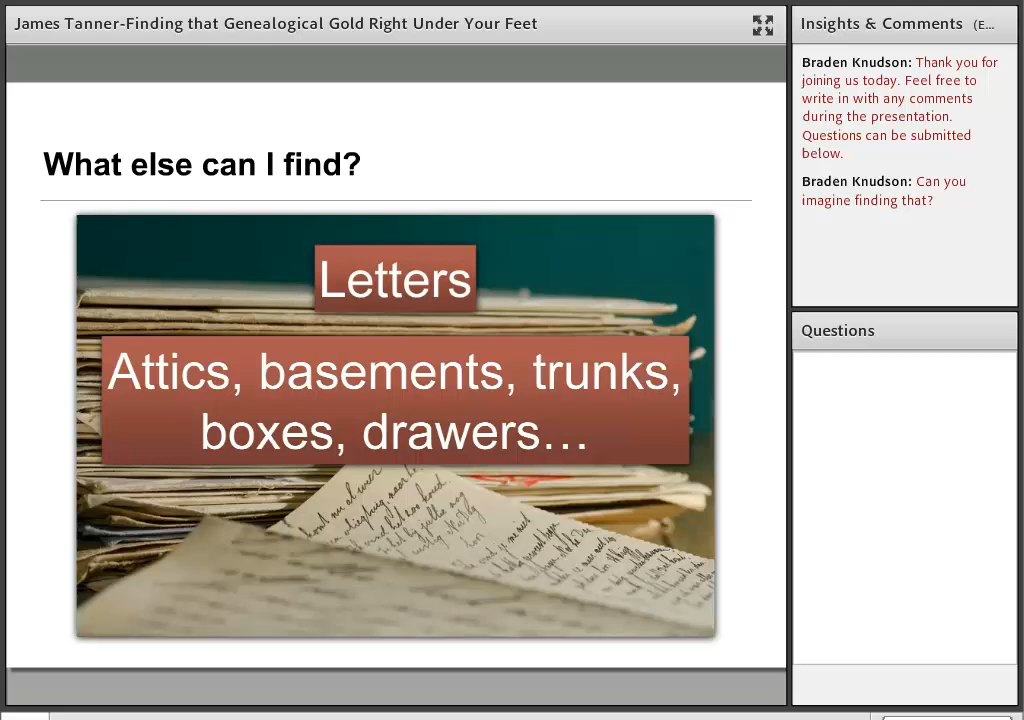 James Tanner-Finding that Genealogical Gold Right Under Your Feet
What else can I find?
Letters
Attics, basements, trunks,
boxes, drawers…
Insights & Comments (E...
Braden Knudson: Thank you for
joining us today. Feel free to
write in with any comments
during the presentation.
Questions can be submitted
below.
Braden Knudson: Can you
imagine finding that?
Questions